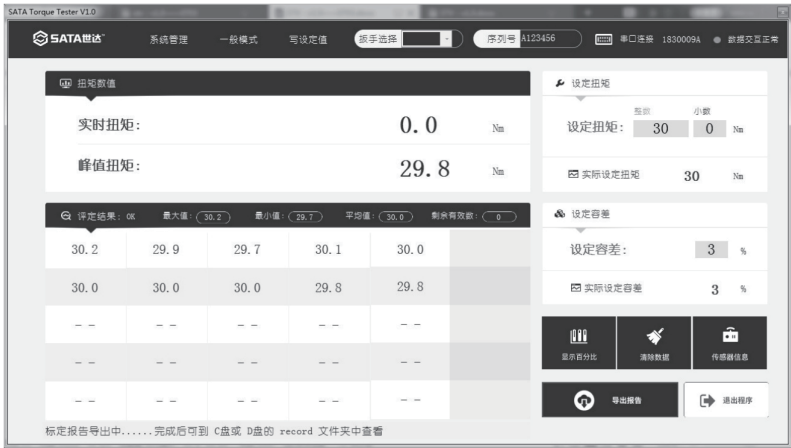 SATA Torque Tester V1.0
SATA世达 系统管理 一般模式 写设定值 扳手选择 序列号 A123456 串口连接 1830009A 数据交互正常
扭矩数值
实时扭矩: 0.0 Nm
峰值扭矩: 29.8 Nm
设定扭矩
整数 小数
设定扭矩: 30 0 Nm
实际设定扭矩 30 Nm
评定结果: OK 最大值: 30.2 最小值: 29.7 平均值: 30.0 剩余有效数: 0
30.2 29.9 29.7 30.1 30.0
30.0 30.0 30.0 29.8 29.8
-- -- -- -- --
-- -- -- -- --
-- -- -- -- --
设定容差
设定容差: 3 %
实际设定容差 3 %
显示百分比 清除数据 传感器信息
导出报告 退出程序
标定报告导出中......完成后可到 C盘或 D盘的 record 文件夹中查看